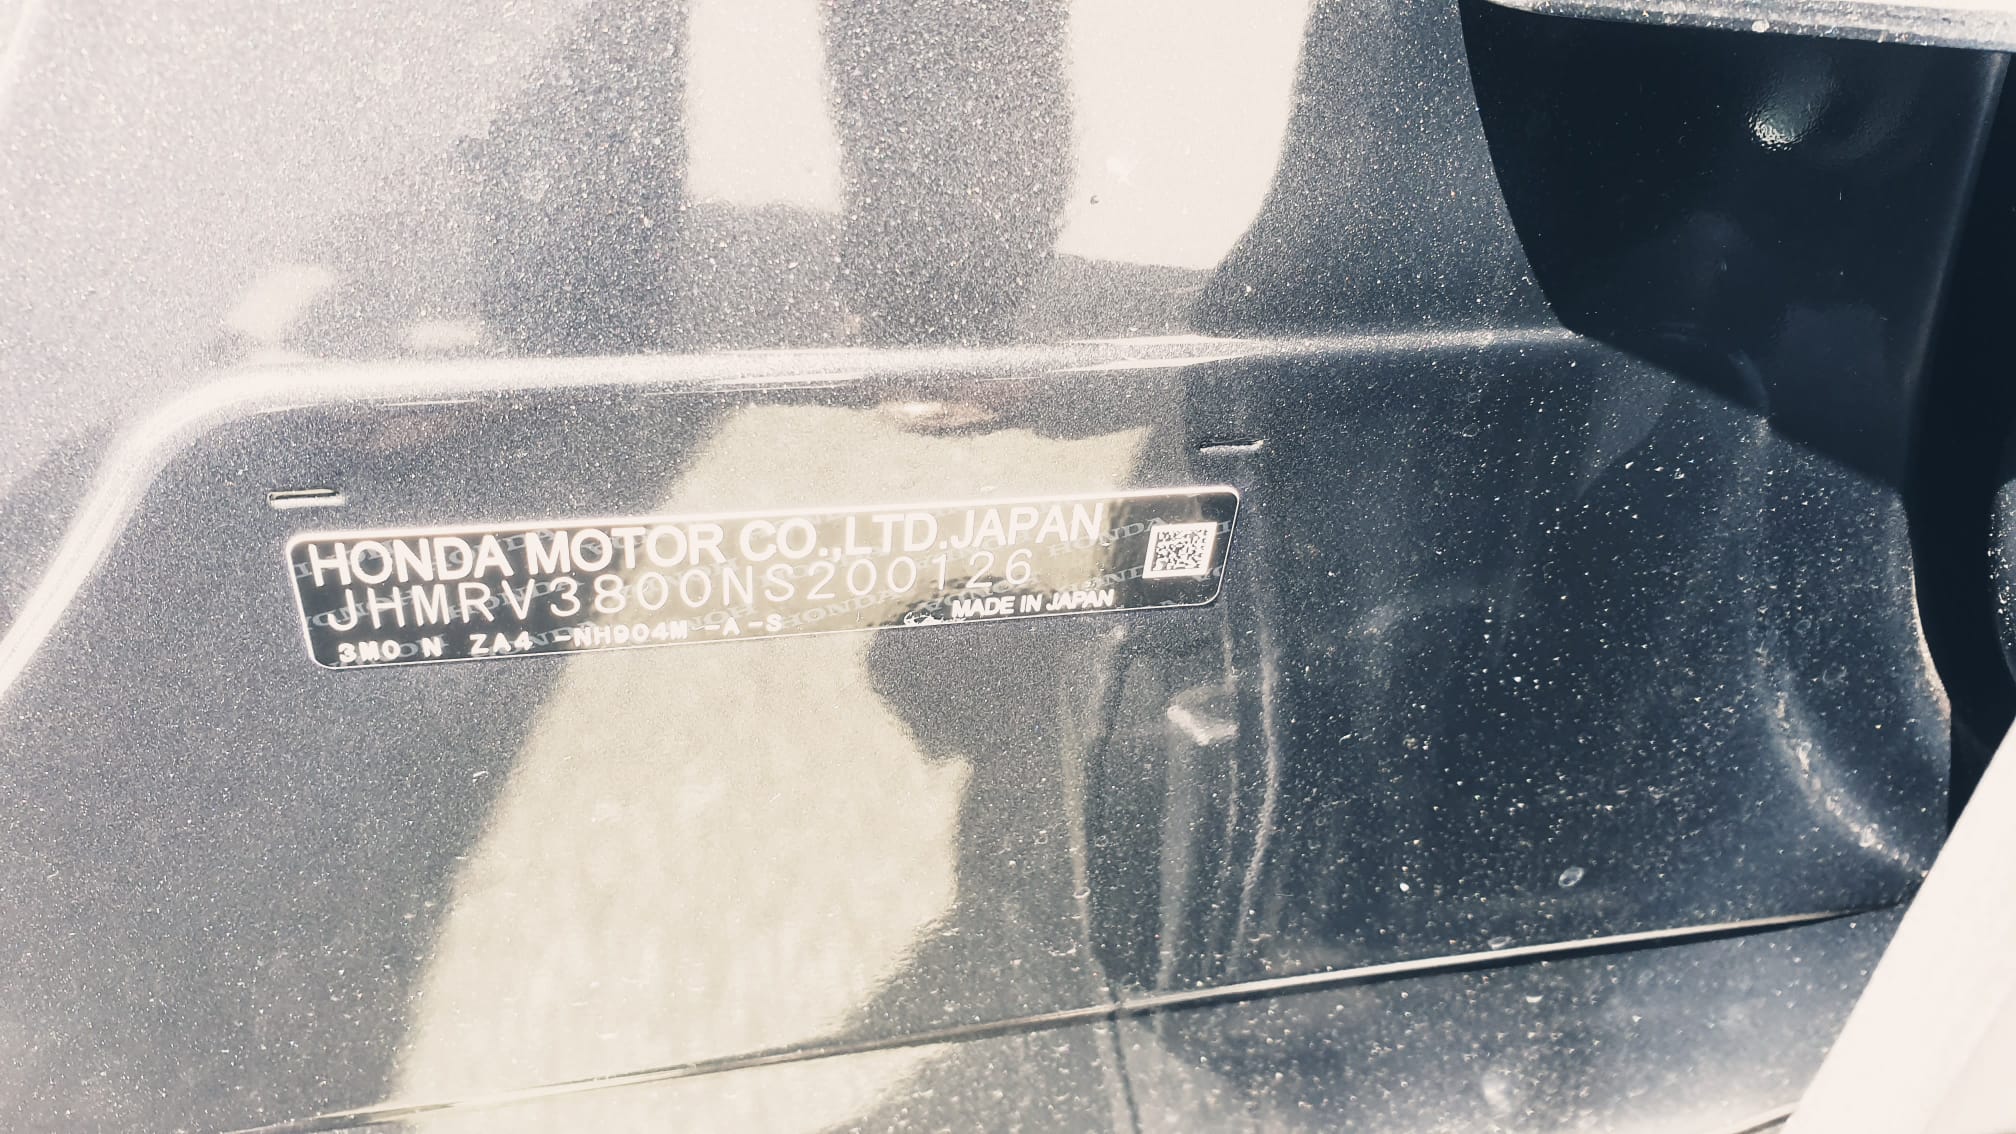 HONDA MOTOR CO.,LTD.JAPAN
JHMRV3800NS200126
MADE IN JAPAN
3M0 N ZA4 -NH904M -A -S